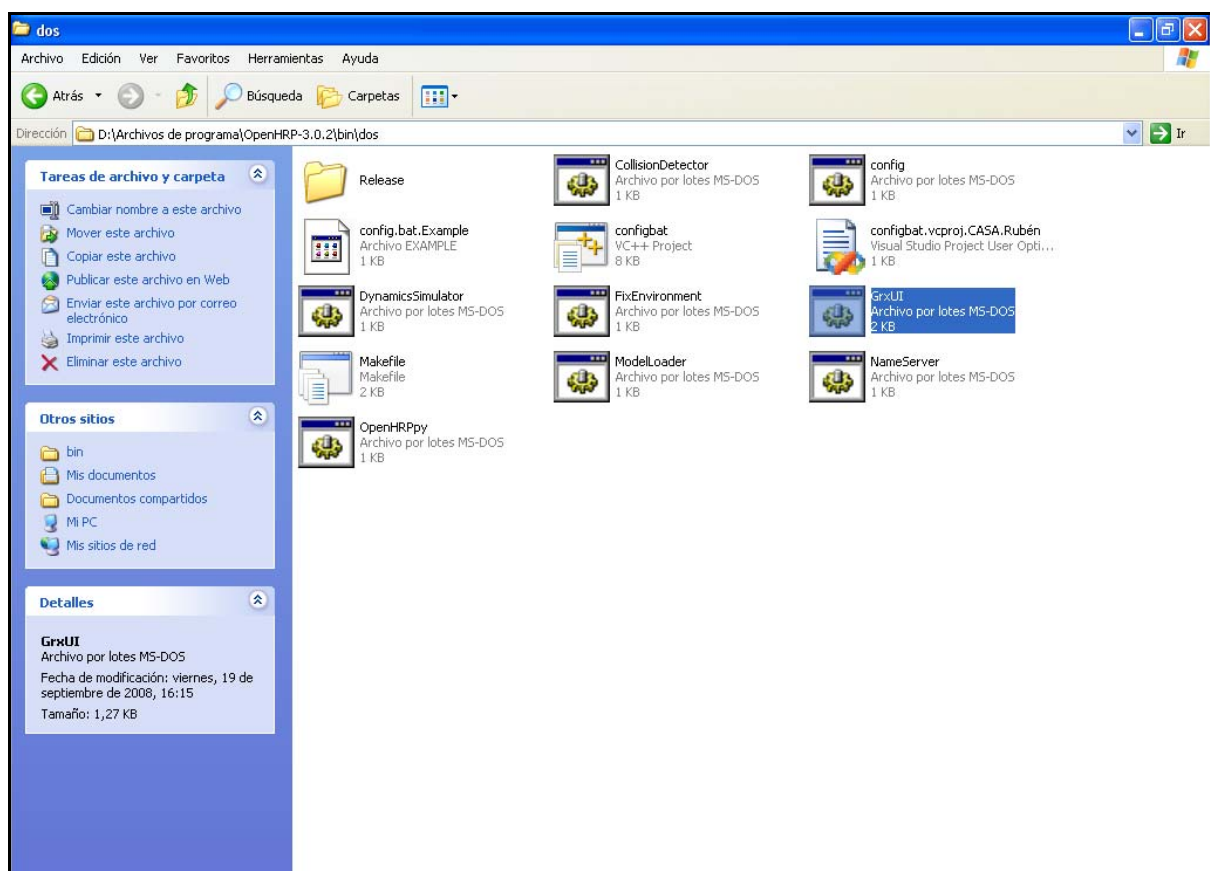 dos
Archivo Edición Ver Favoritos Herramientas Ayuda
Atrás Búsqueda Carpetas
Dirección D:\Archivos de programa\OpenHRP-3.0.2\bin\dos Ir
Tareas de archivo y carpeta
Cambiar nombre a este archivo
Mover este archivo
Copiar este archivo
Publicar este archivo en Web
Enviar este archivo por correo
electrónico
Imprimir este archivo
Eliminar este archivo
Otros sitios
bin
Mis documentos
Documentos compartidos
Mi PC
Mis sitios de red
Detalles
GrxUI
Archivo por lotes MS-DOS
Fecha de modificación: viernes, 19 de
septiembre de 2008, 16:15
Tamaño: 1,27 KB
Release
CollisionDetector
Archivo por lotes MS-DOS
1 KB
config
Archivo por lotes MS-DOS
1 KB
config.bat.Example
Archivo EXAMPLE
1 KB
configbat
VC++ Project
8 KB
configbat.vcproj.CASA.Rubén
Visual Studio Project User Opti...
1 KB
DynamicsSimulator
Archivo por lotes MS-DOS
1 KB
FixEnvironment
Archivo por lotes MS-DOS
1 KB
GrxUI
Archivo por lotes MS-DOS
2 KB
Makefile
Makefile
2 KB
ModelLoader
Archivo por lotes MS-DOS
1 KB
NameServer
Archivo por lotes MS-DOS
1 KB
OpenHRPpy
Archivo por lotes MS-DOS
1 KB